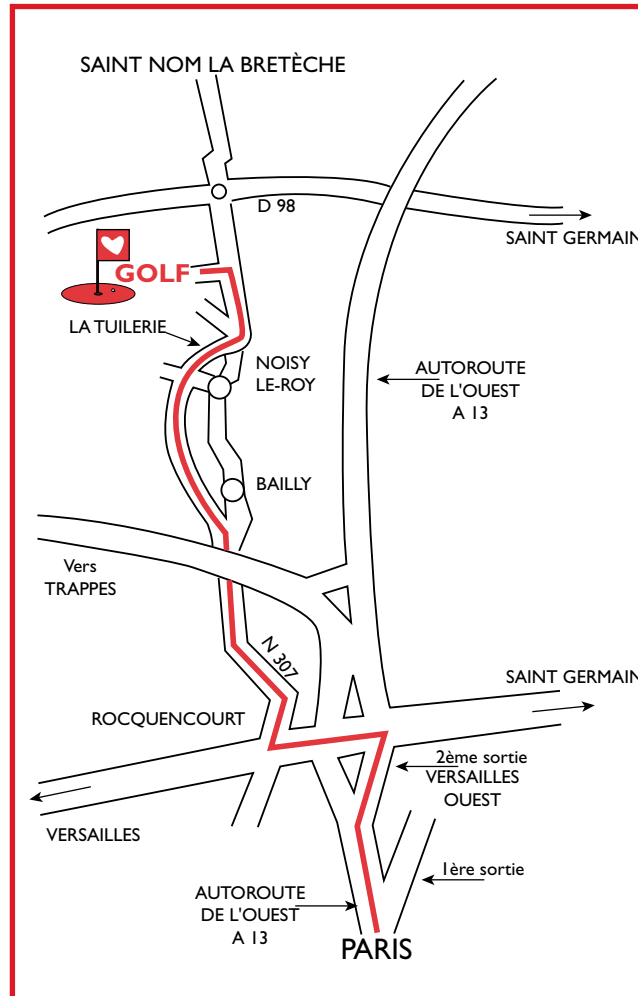 SAINT NOM LA BRETÈCHE
D 98
SAINT GERMAIN
GOLF
LA TUILERIE
NOISY
LE-ROY
AUTOROUTE
DE L'OUEST
A 13
BAILLY
Vers
TRAPPES
N 307
SAINT GERMAIN
ROCQUENCOURT
2ème sortie
VERSAILLES
OUEST
VERSAILLES
1ère sortie
AUTOROUTE
DE L'OUEST
A 13
PARIS